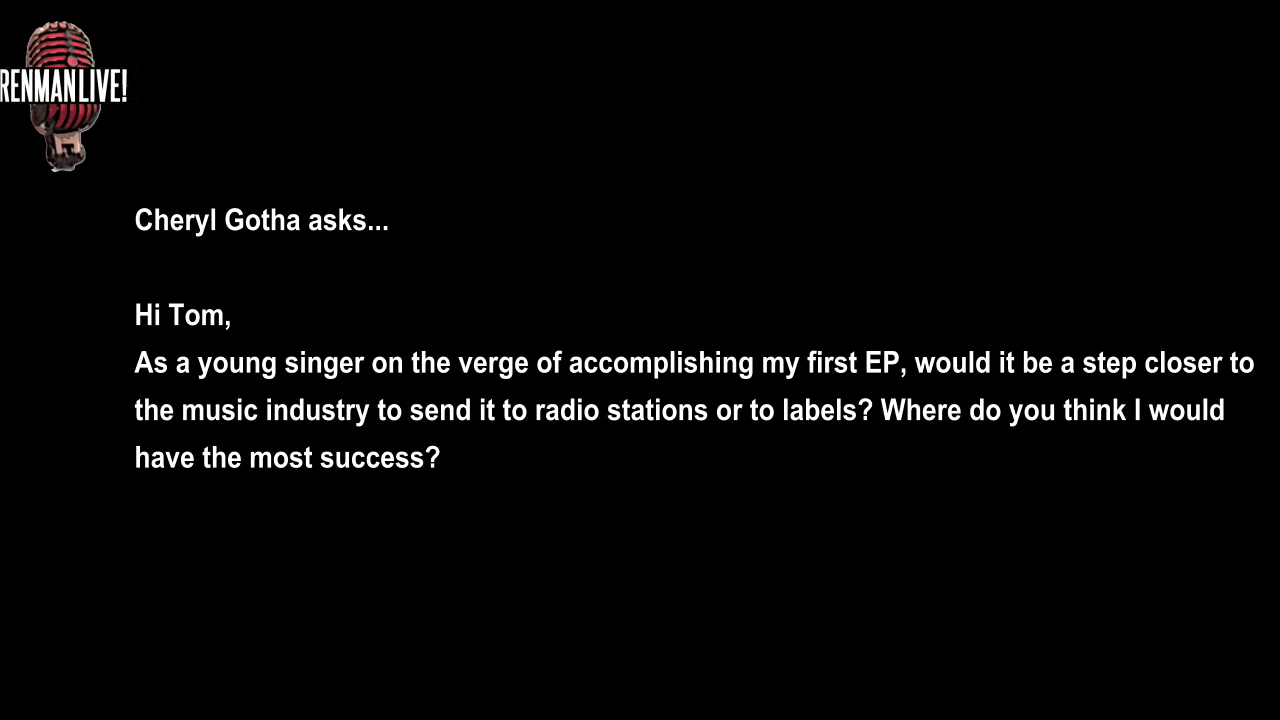 RENMANLIVE!
Cheryl Gotha asks...
Hi Tom,
As a young singer on the verge of accomplishing my first EP, would it be a step closer to
the music industry to send it to radio stations or to labels? Where do you think I would
have the most success?